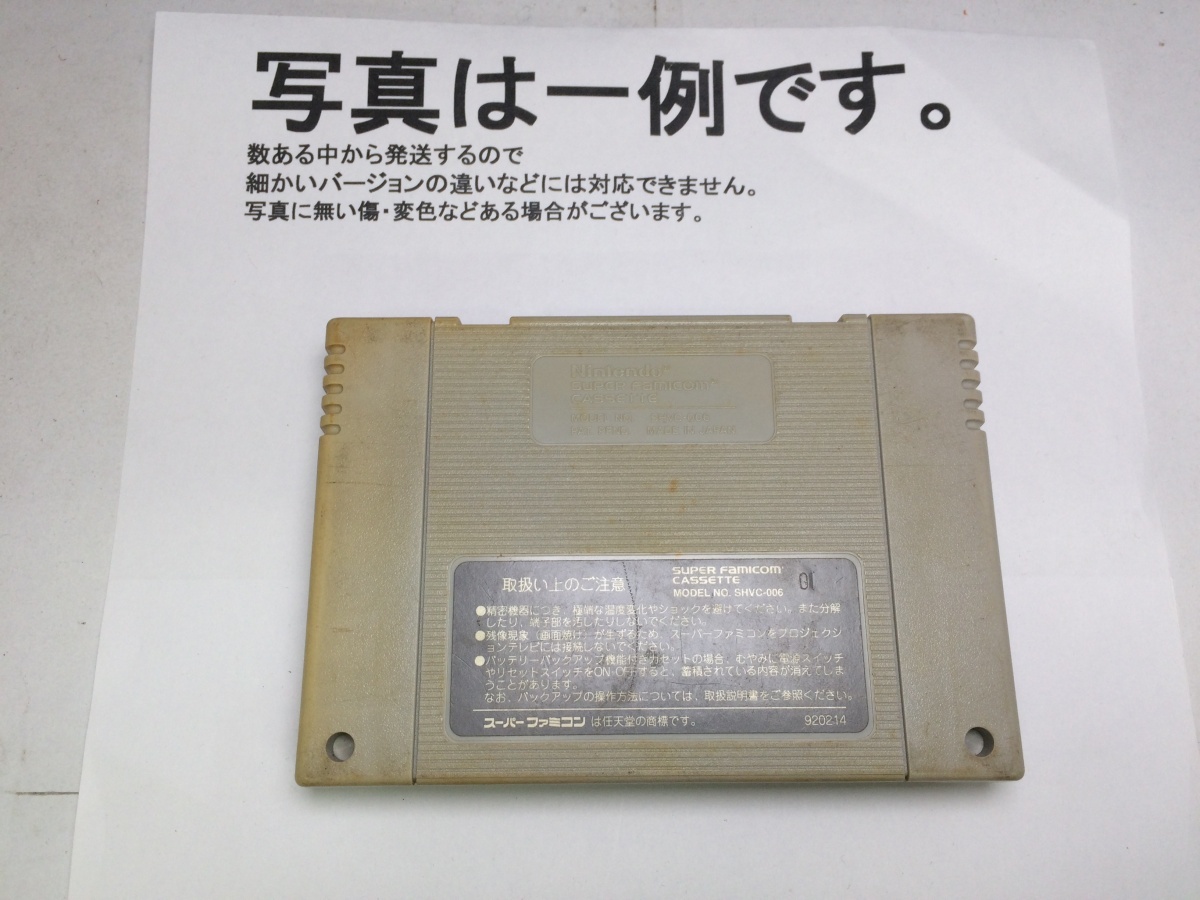 写真は一例です。
数ある中から発送するので
細かいバージョンの違いなどには対応できません。
写真に無い傷・変色などある場合がございます。
Nintendo
SUPER FAMICOM
CASSETTE
MADE IN JAPAN
取扱い上のご注意
SUPER FAMICOM
CASSETTE
MODEL NO. SHVC-006
01
●精密機器につき、極端な温度変化やショックを避けてください。また分解
したり、端子部を汚したりしないでください。
●残像現象(画面焼け)が生ずるため、スーパーファミコンをプロジェクシ
ョンテレビには接続しないでください。
●バッテリーバックアップ機能付きカセットの場合、むやみに電源スイッチ
やリセットスイッチをON-OFFすると、蓄積されている内容が消えてしま
うことがあります。
なお、バックアップの操作方法については、取扱説明書をご参照ください。
スーパーファミコンは任天堂の商標です。
920214